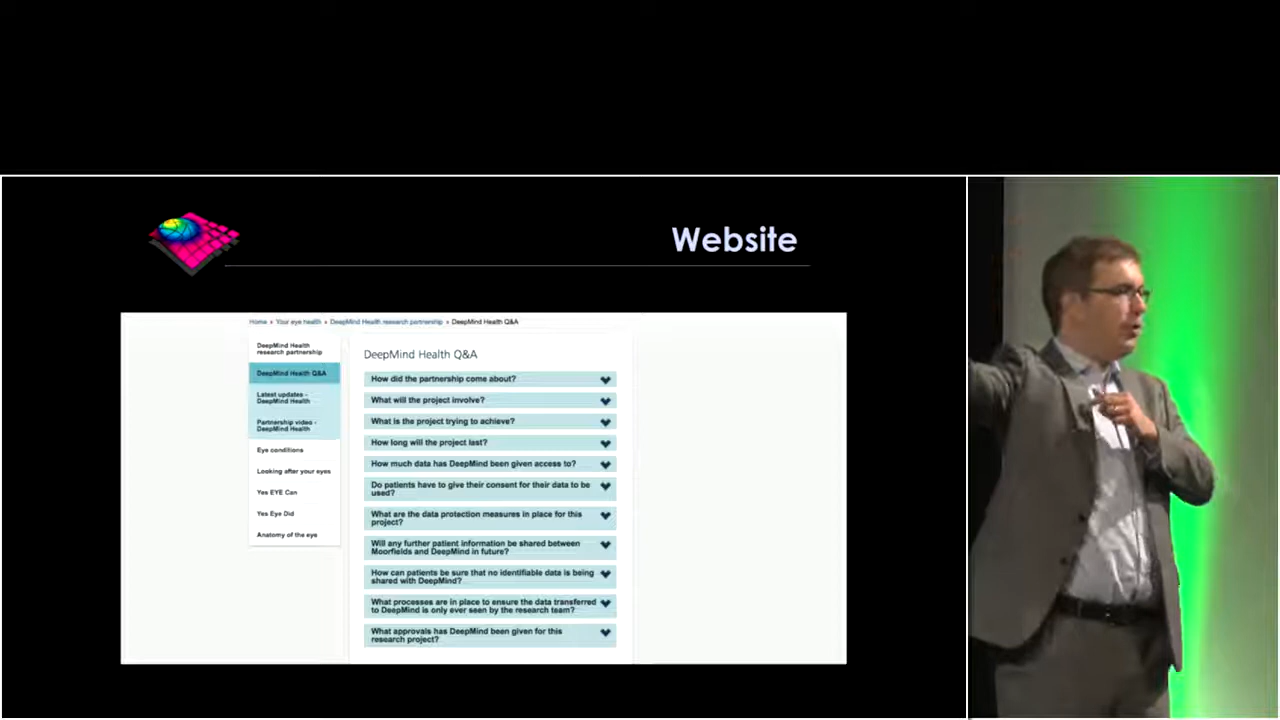 Website
Home » Your eye health » DeepMind Health research partnership » DeepMind Health Q&A
DeepMind Health
research partnership
DeepMind Health Q&A
Latest updates -
DeepMind Health
Partnership video -
DeepMind Health
Eye conditions
Looking after your eyes
Yes EYE Can
Yes Eye Did
Anatomy of the eye
DeepMind Health Q&A
How did the partnership come about?
What will the project involve?
What is the project trying to achieve?
How long will the project last?
How much data has DeepMind been given access to?
Do patients have to give their consent for their data to be
used?
What are the data protection measures in place for this
project?
Will any further patient information be shared between
Moorfields and DeepMind in future?
How can patients be sure that no identifiable data is being
shared with DeepMind?
What processes are in place to ensure the data transferred
to DeepMind is only ever seen by the research team?
What approvals has DeepMind been given for this
research project?